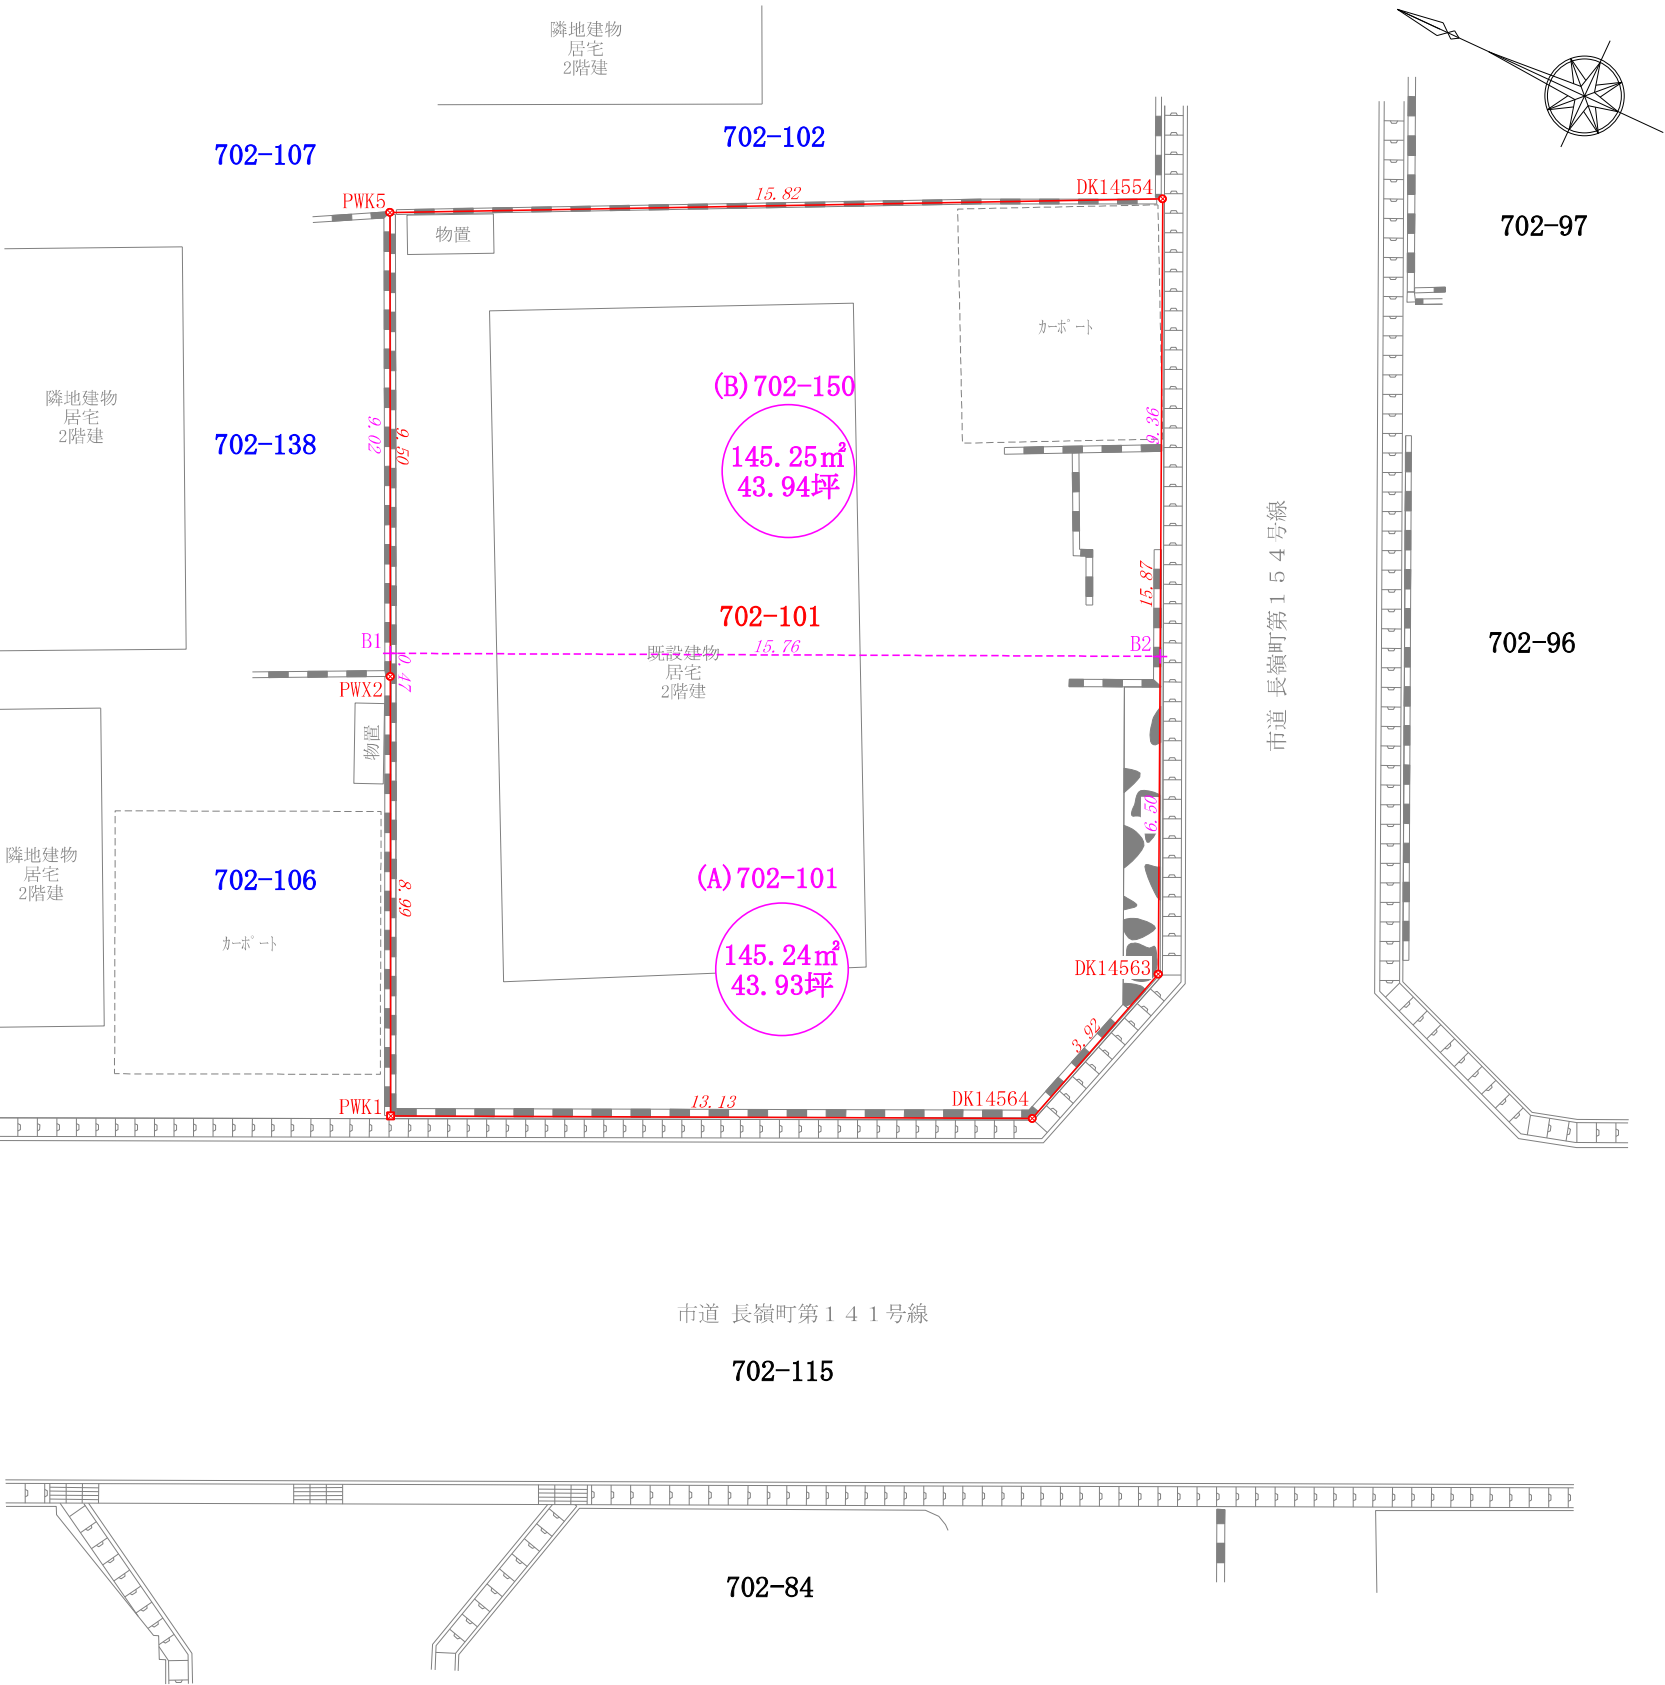 隣地建物
居宅
2階建
702-107
702-102
PWK5
15.82
DK14554
702-97
物置
カーポート
隣地建物
居宅
2階建
702-138
9.02
9.50
(B)702-150
145.25㎡
43.94坪
9.36
市道 長嶺町第154号線
15.87
702-101
B1
15.76
B2
702-96
0.47
既設建物
居宅
2階建
PWX2
物置
6.50
隣地建物
居宅
2階建
702-106
8.99
(A)702-101
カーポート
145.24㎡
43.93坪
DK14563
3.92
PWK1
13.13
DK14564
市道 長嶺町第141号線
702-115
702-84